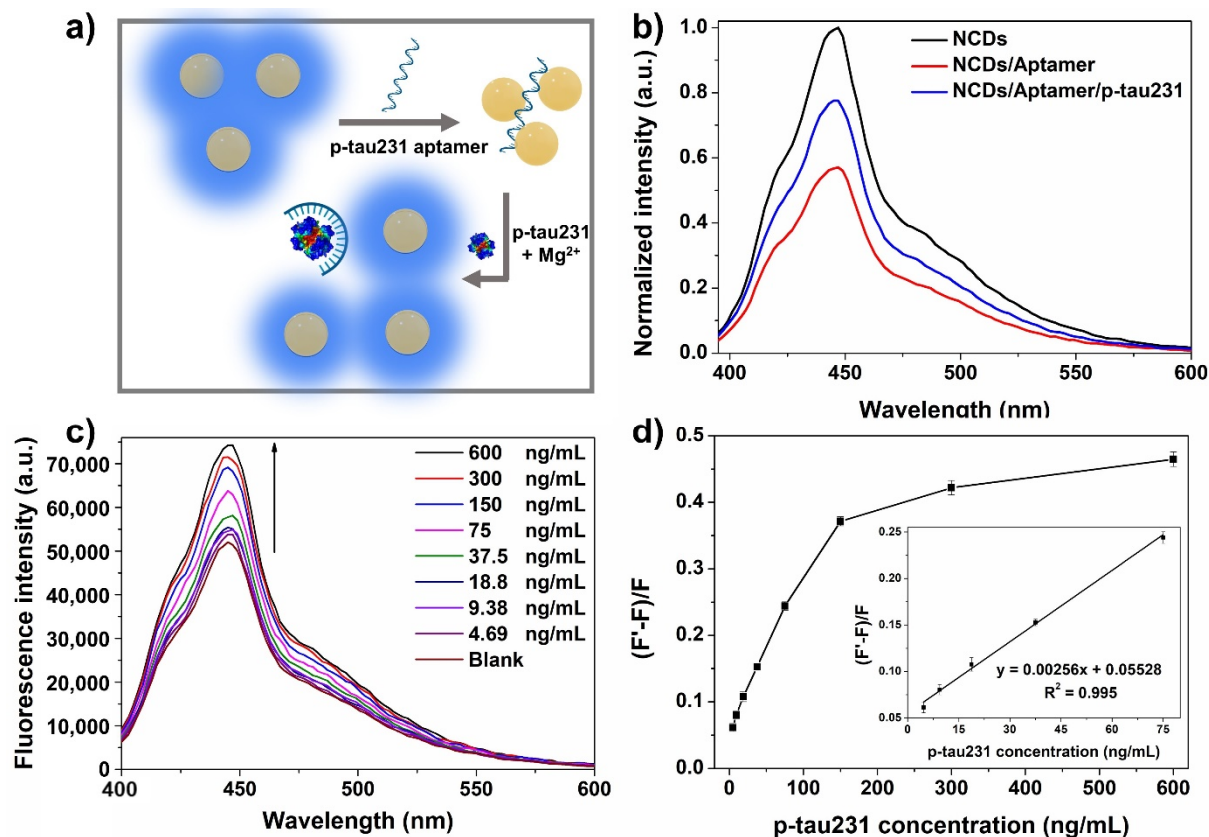 a)
p-tau231 aptamer
p-tau231
+ Mg²⁺
b)
Normalized intensity (a.u.)
1.0
0.8
0.6
0.4
0.2
0.0
NCDs
NCDs/Aptamer
NCDs/Aptamer/p-tau231
400 450 500 550 600
Wavelength (nm)
c)
Fluorescence intensity (a.u.)
70,000
60,000
50,000
40,000
30,000
20,000
10,000
0
600 ng/mL
300 ng/mL
150 ng/mL
75 ng/mL
37.5 ng/mL
18.8 ng/mL
9.38 ng/mL
4.69 ng/mL
Blank
400 450 500 550 600
Wavelength (nm)
d)
(F'-F)/F
0.5
0.4
0.3
0.2
0.1
0.0
0 100 200 300 400 500 600
p-tau231 concentration (ng/mL)
(F'-F)/F
0.25
0.20
0.15
0.10
0.05
y = 0.00256x + 0.05528
R² = 0.995
0 15 30 45 60 75
p-tau231 concentration (ng/mL)